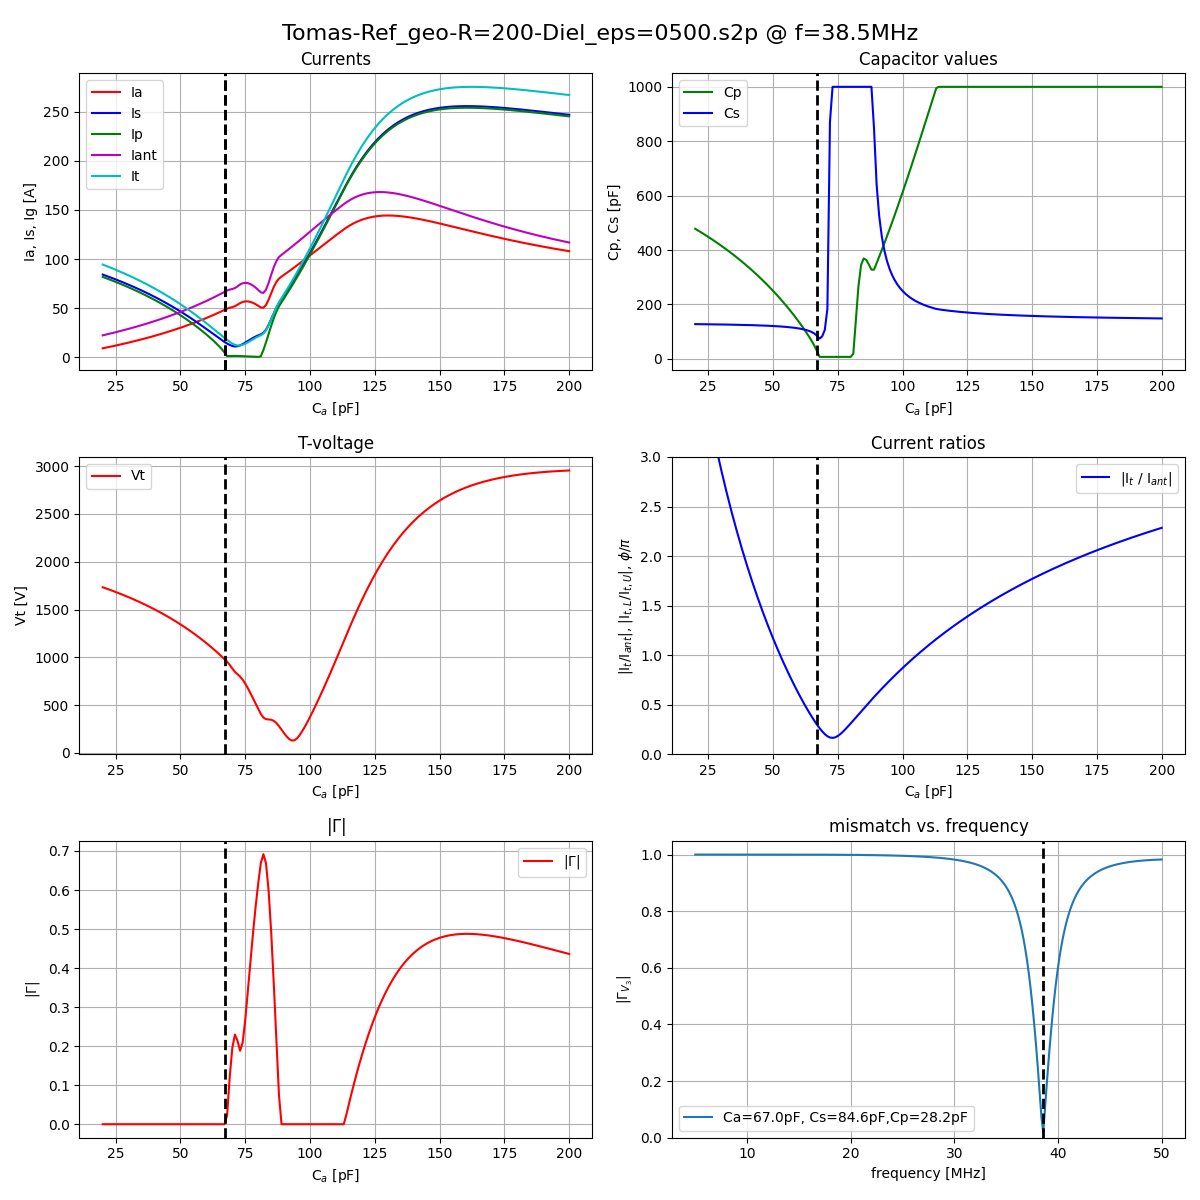 Tomas-Ref_geo-R=200-Diel_eps=0500.s2p @ f=38.5MHz
Currents
Ia
Is
Ip
Iant
It
Ia, Is, Ig [A]
250
200
150
100
50
0
25 50 75 100 125 150 175 200
Cₐ [pF]
Capacitor values
Cp
Cs
Cp, Cs [pF]
1000
800
600
400
200
0
25 50 75 100 125 150 175 200
Cₐ [pF]
T-voltage
Vt
Vt [V]
3000
2500
2000
1500
1000
500
0
25 50 75 100 125 150 175 200
Cₐ [pF]
Current ratios
|I_t / I_ant|
|I_t/I_ant|, |I_t,L/I_t,U|, ϕ/π
3.0
2.5
2.0
1.5
1.0
0.5
0.0
25 50 75 100 125 150 175 200
Cₐ [pF]
|Γ|
|Γ|
|Γ|
0.7
0.6
0.5
0.4
0.3
0.2
0.1
0.0
25 50 75 100 125 150 175 200
Cₐ [pF]
mismatch vs. frequency
|Γ_V₃|
1.0
0.8
0.6
0.4
0.2
0.0
Ca=67.0pF, Cs=84.6pF,Cp=28.2pF
10 20 30 40 50
frequency [MHz]